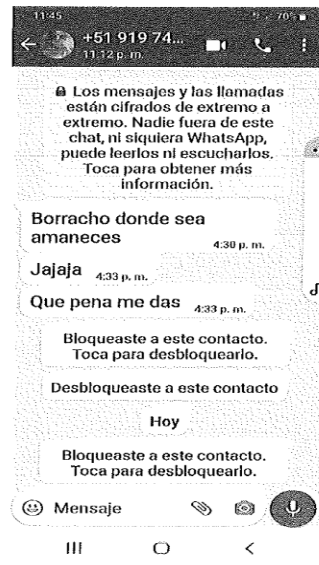 11:45
70%
+51 919 74...
11:12 p. m.
Los mensajes y las llamadas
están cifrados de extremo a
extremo. Nadie fuera de este
chat, ni siquiera WhatsApp,
puede leerlos ni escucharlos.
Toca para obtener más
información.
Borracho donde sea
amaneces
4:30 p. m.
Jajaja 4:33 p. m.
Que pena me das 4:33 p. m.
Bloqueaste a este contacto.
Toca para desbloquearlo.
Desbloqueaste a este contacto
Hoy
Bloqueaste a este contacto.
Toca para desbloquearlo.
Mensaje